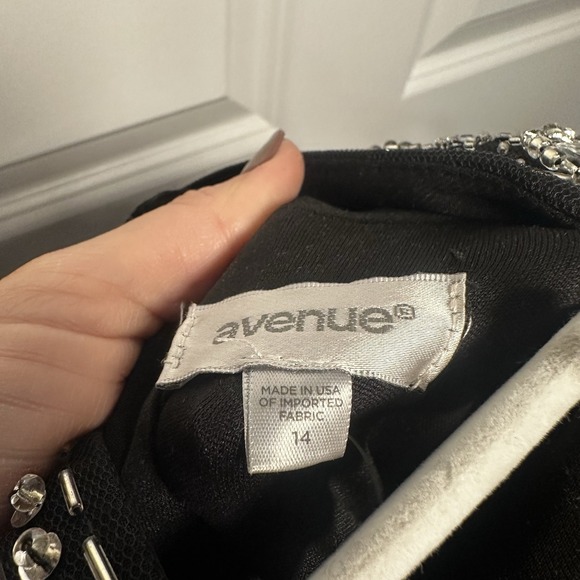 avenue
MADE IN USA
OF IMPORTED
FABRIC
14